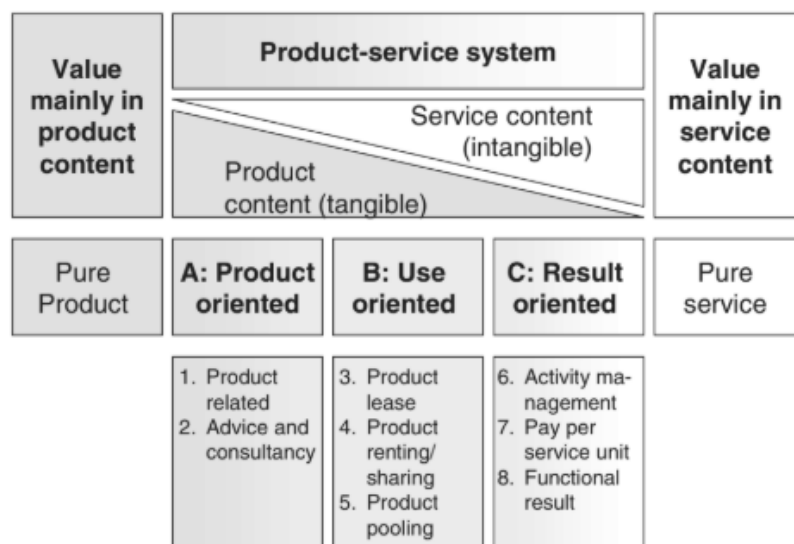 Value
mainly in
product
content
Product-service system
Service content
(intangible)
Product
content (tangible)
Value
mainly in
service
content
Pure
Product
A: Product
oriented
B: Use
oriented
C: Result
oriented
Pure
service
1. Product
related
2. Advice and
consultancy
3. Product
lease
4. Product
renting/
sharing
5. Product
pooling
6. Activity ma-
nagement
7. Pay per
service unit
8. Functional
result